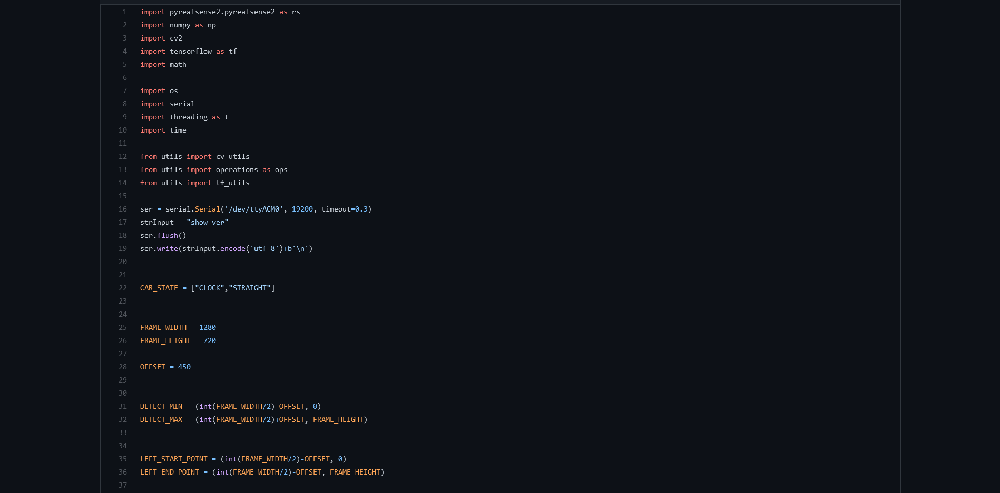 1 import pyrealsense2.pyrealsense2 as rs
2 import numpy as np
3 import cv2
4 import tensorflow as tf
5 import math
6
7 import os
8 import serial
9 import threading as t
10 import time
11
12 from utils import cv_utils
13 from utils import operations as ops
14 from utils import tf_utils
15
16 ser = serial.Serial('/dev/ttyACM0', 19200, timeout=0.3)
17 strInput = "show ver"
18 ser.flush()
19 ser.write(strInput.encode('utf-8')+b'\n')
20
21
22 CAR_STATE = ["CLOCK","STRAIGHT"]
23
24
25 FRAME_WIDTH = 1280
26 FRAME_HEIGHT = 720
27
28 OFFSET = 450
29
30
31 DETECT_MIN = (int(FRAME_WIDTH/2)-OFFSET, 0)
32 DETECT_MAX = (int(FRAME_WIDTH/2)+OFFSET, FRAME_HEIGHT)
33
34
35 LEFT_START_POINT = (int(FRAME_WIDTH/2)-OFFSET, 0)
36 LEFT_END_POINT = (int(FRAME_WIDTH/2)-OFFSET, FRAME_HEIGHT)
37